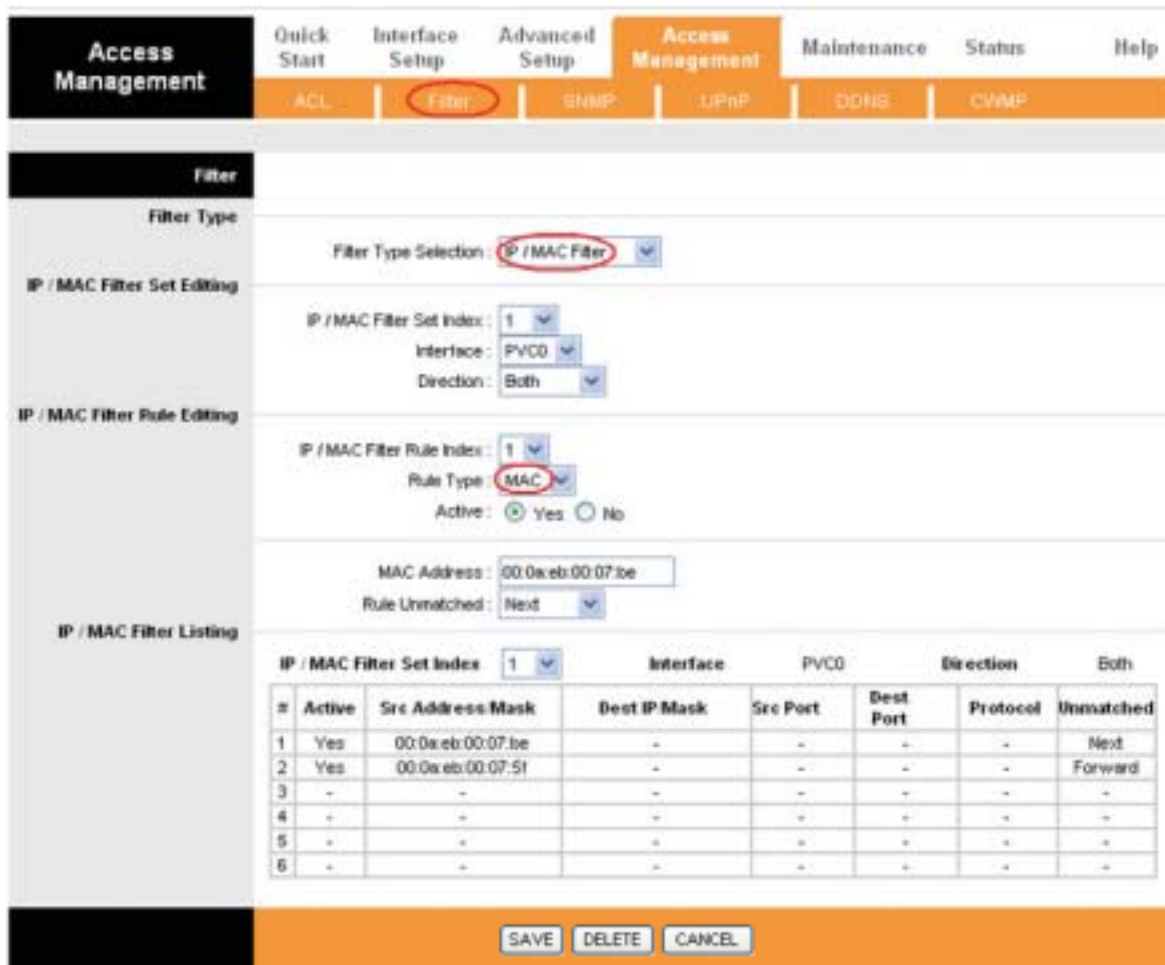 Access Management
Quick Start
Interface Setup
Advanced Setup
Access Management
Maintenance
Status
Help
ACL
Filter
SNMP
UPnP
DDNS
CWMP
Filter
Filter Type
Filter Type Selection : IP / MAC Filter
IP / MAC Filter Set Editing
IP / MAC Filter Set Index : 1
Interface : PVC0
Direction : Both
IP / MAC Filter Rule Editing
IP / MAC Filter Rule Index : 1
Rule Type : MAC
Active : Yes No
MAC Address : 00:0a:eb:00:07:be
Rule Unmatched : Next
IP / MAC Filter Listing
IP / MAC Filter Set Index 1 Interface PVC0 Direction Both
# Active Src Address/Mask Dest IP/Mask Src Port Dest Port Protocol Unmatched
1 Yes 00:0a:eb:00:07:be - - - - Next
2 Yes 00:0a:eb:00:07:5f - - - - Forward
3 - - - - - - -
4 - - - - - - -
5 - - - - - - -
6 - - - - - - -
SAVE DELETE CANCEL